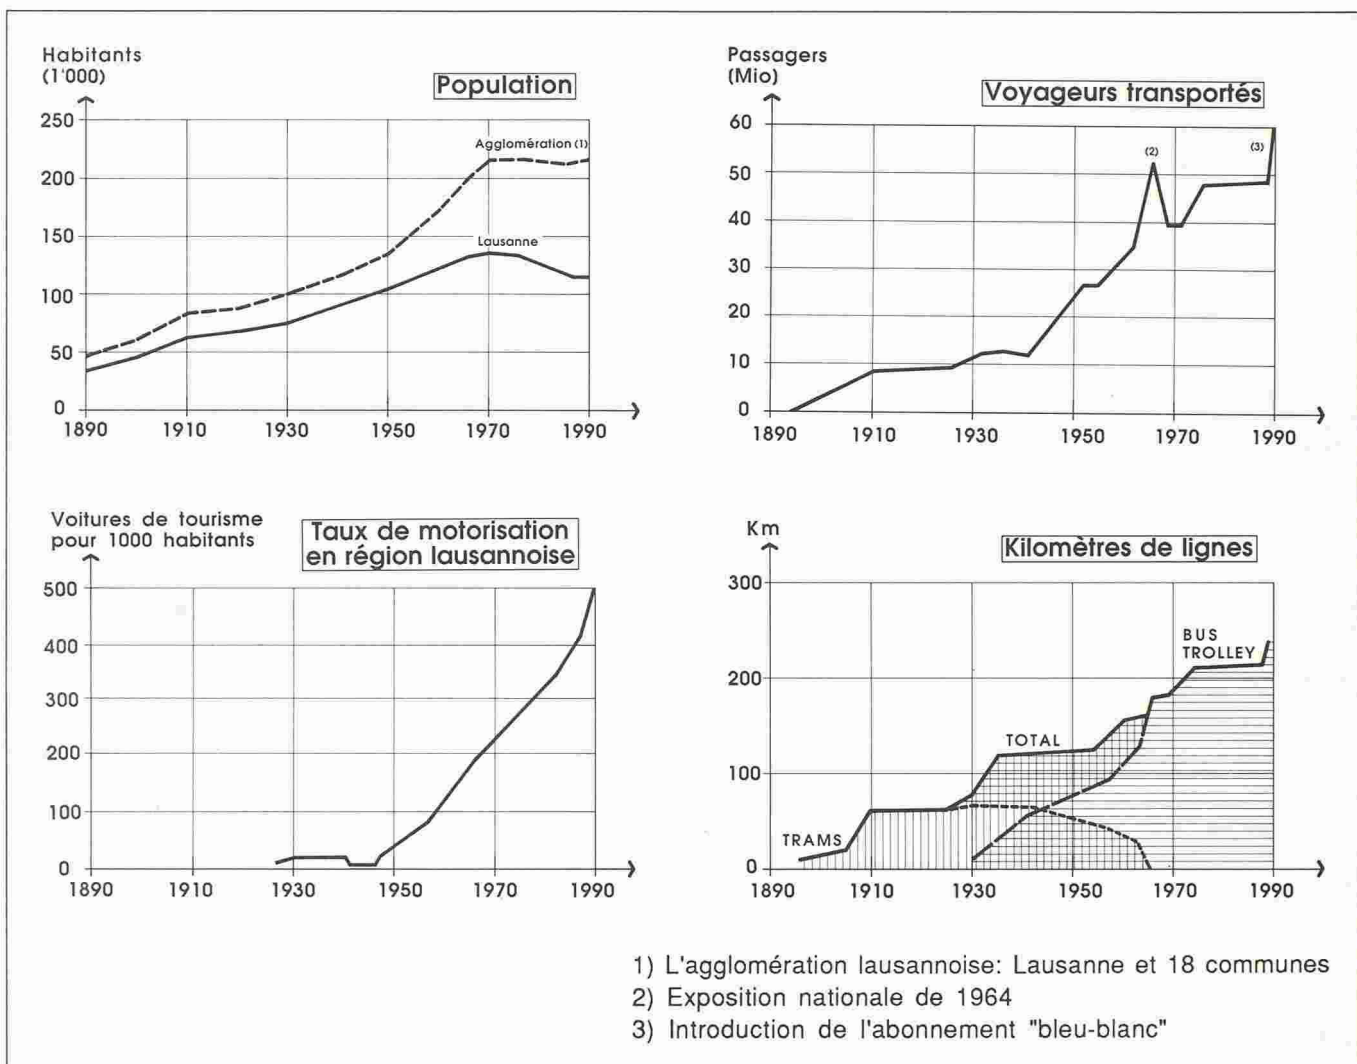 Habitants
(1'000)
Population
250
200
150
100
50
0
Agglomération (1)
Lausanne
1890 1910 1930 1950 1970 1990
Passagers
(Mio)
Voyageurs transportés
60
50
40
30
20
10
0
(2)
(3)
1890 1910 1930 1950 1970 1990
Voitures de tourisme
pour 1000 habitants
Taux de motorisation
en région lausannoise
500
400
300
200
100
0
1890 1910 1930 1950 1970 1990
Km
Kilomètres de lignes
300
200
100
0
BUS
TROLLEY
TOTAL
TRAMS
1890 1910 1930 1950 1970 1990
1) L'agglomération lausannoise: Lausanne et 18 communes
2) Exposition nationale de 1964
3) Introduction de l'abonnement "bleu-blanc"